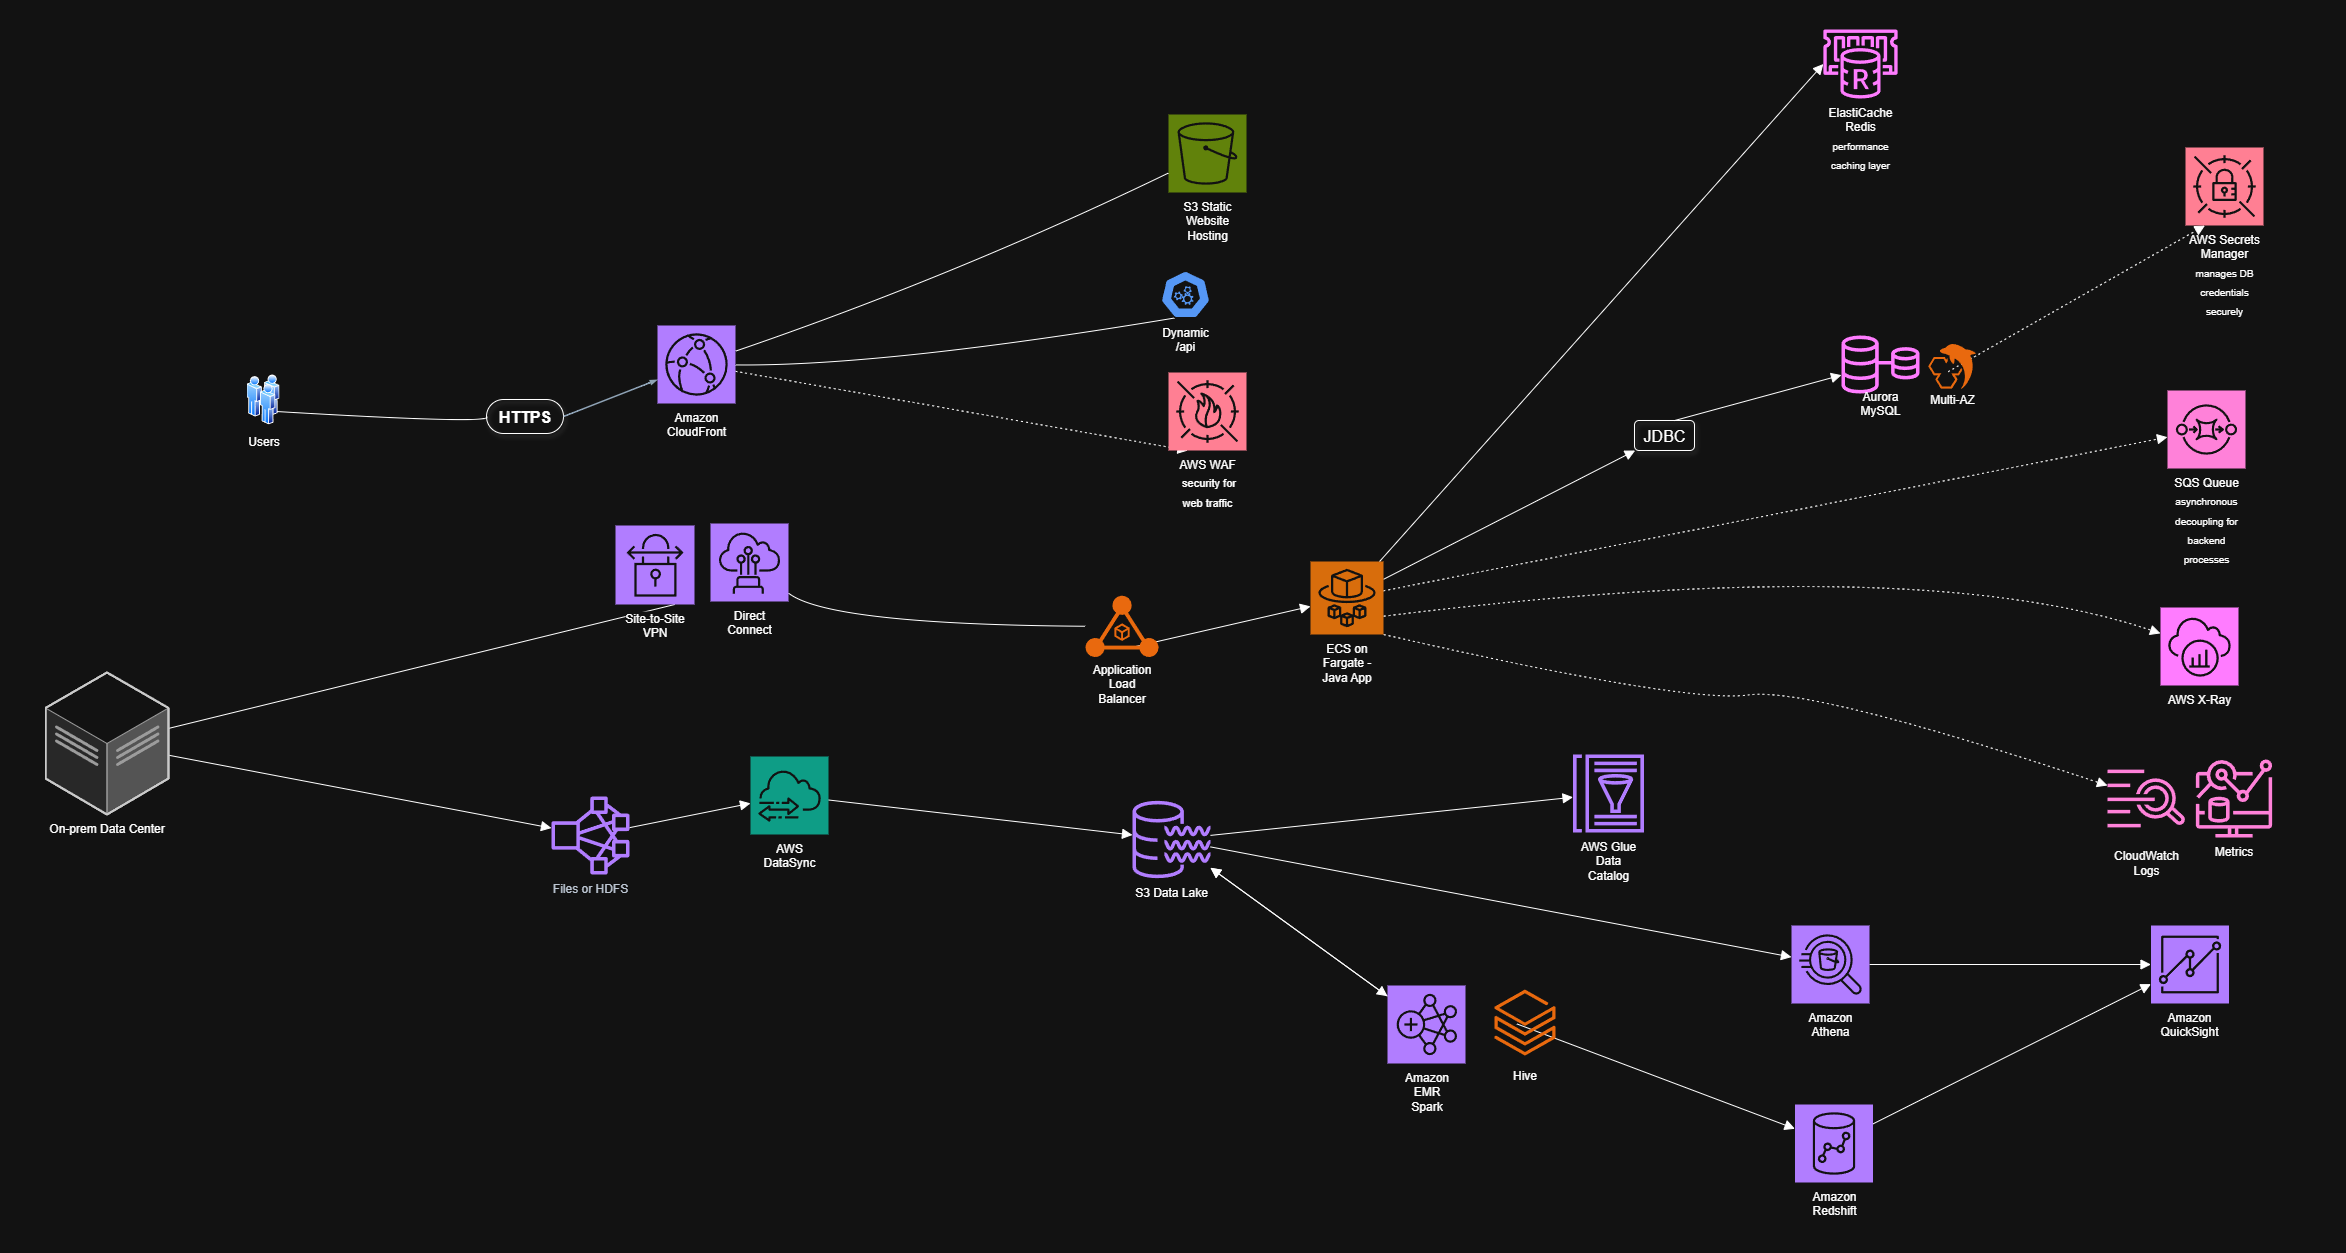 R
ElastiCache
Redis
performance
caching layer
S3 Static
Website
Hosting
AWS Secrets
Manager
manages DB
credentials
securely
Dynamic
/api
Users
HTTPS
Amazon
CloudFront
AWS WAF
security for
web traffic
JDBC
Aurora
MySQL
Multi-AZ
SQS Queue
asynchronous
decoupling for
backend
processes
Site-to-Site
VPN
Direct
Connect
Application
Load
Balancer
ECS on
Fargate -
Java App
AWS X-Ray
On-prem Data Center
Files or HDFS
AWS
DataSync
S3 Data Lake
AWS Glue
Data
Catalog
CloudWatch
Logs
Metrics
Amazon
EMR
Spark
Hive
Amazon
Athena
Amazon
QuickSight
Amazon
Redshift